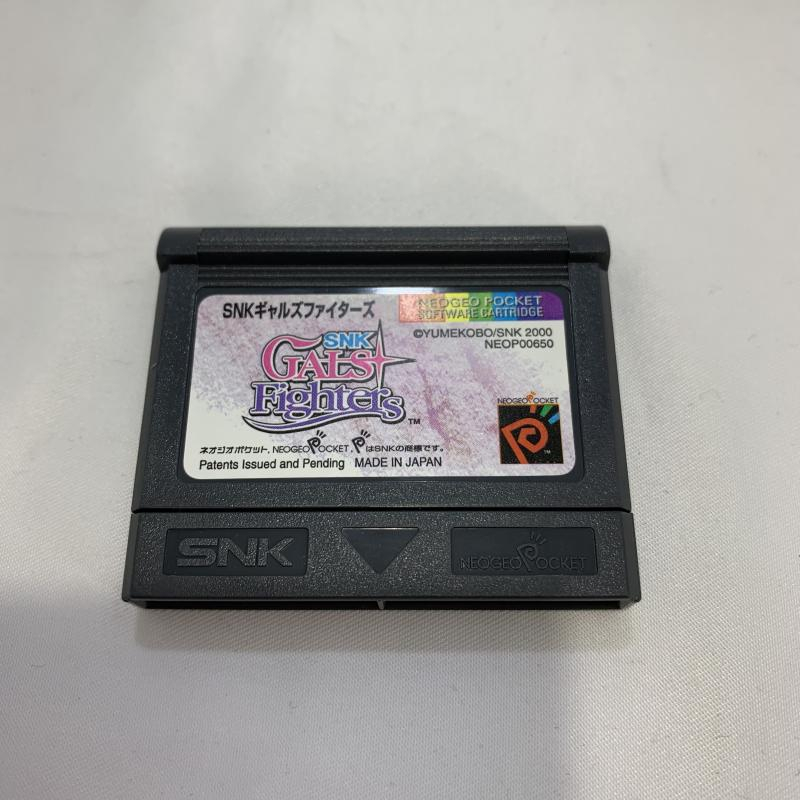 SNKギャルズファイターズ
NEOGEO POCKET
SOFTWARE CARTRIDGE
©YUMEKOBO/SNK 2000
NEOP00650
SNK
GALS
Fighters™
NEOGEO POCKET
™
ネオジオポケット, NEOGEO POCKET, PはSNKの商標です。
Patents Issued and Pending MADE IN JAPAN
SNK
NEOGEO POCKET